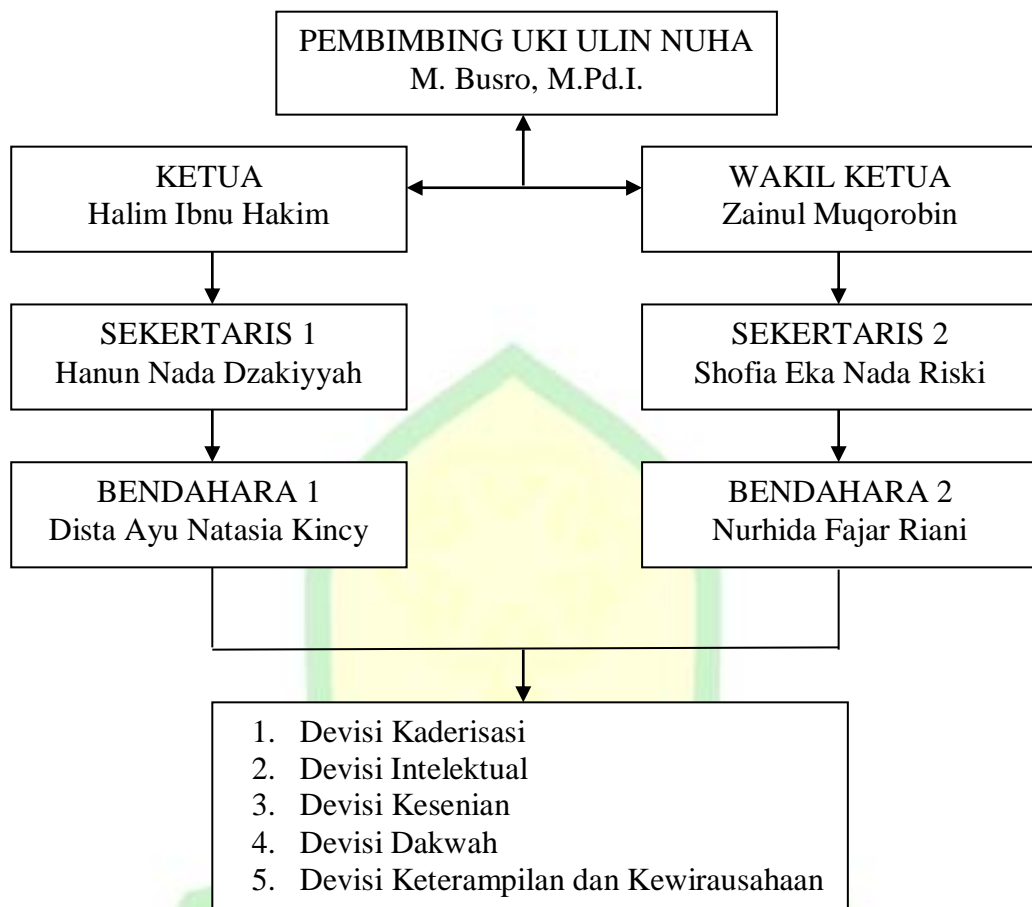 PEMBIMBING UKI ULIN NUHA
M. Busro, M.Pd.I.
KETUA
Halim Ibnu Hakim
WAKIL KETUA
Zainul Muqorobin
SEKERTARIS 1
Hanun Nada Dzakiyyah
SEKERTARIS 2
Shofia Eka Nada Riski
BENDAHARA 1
Dista Ayu Natasia Kincy
BENDAHARA 2
Nurhida Fajar Riani
1. Devisi Kaderisasi
2. Devisi Intelektual
3. Devisi Kesenian
4. Devisi Dakwah
5. Devisi Keterampilan dan Kewirausahaan